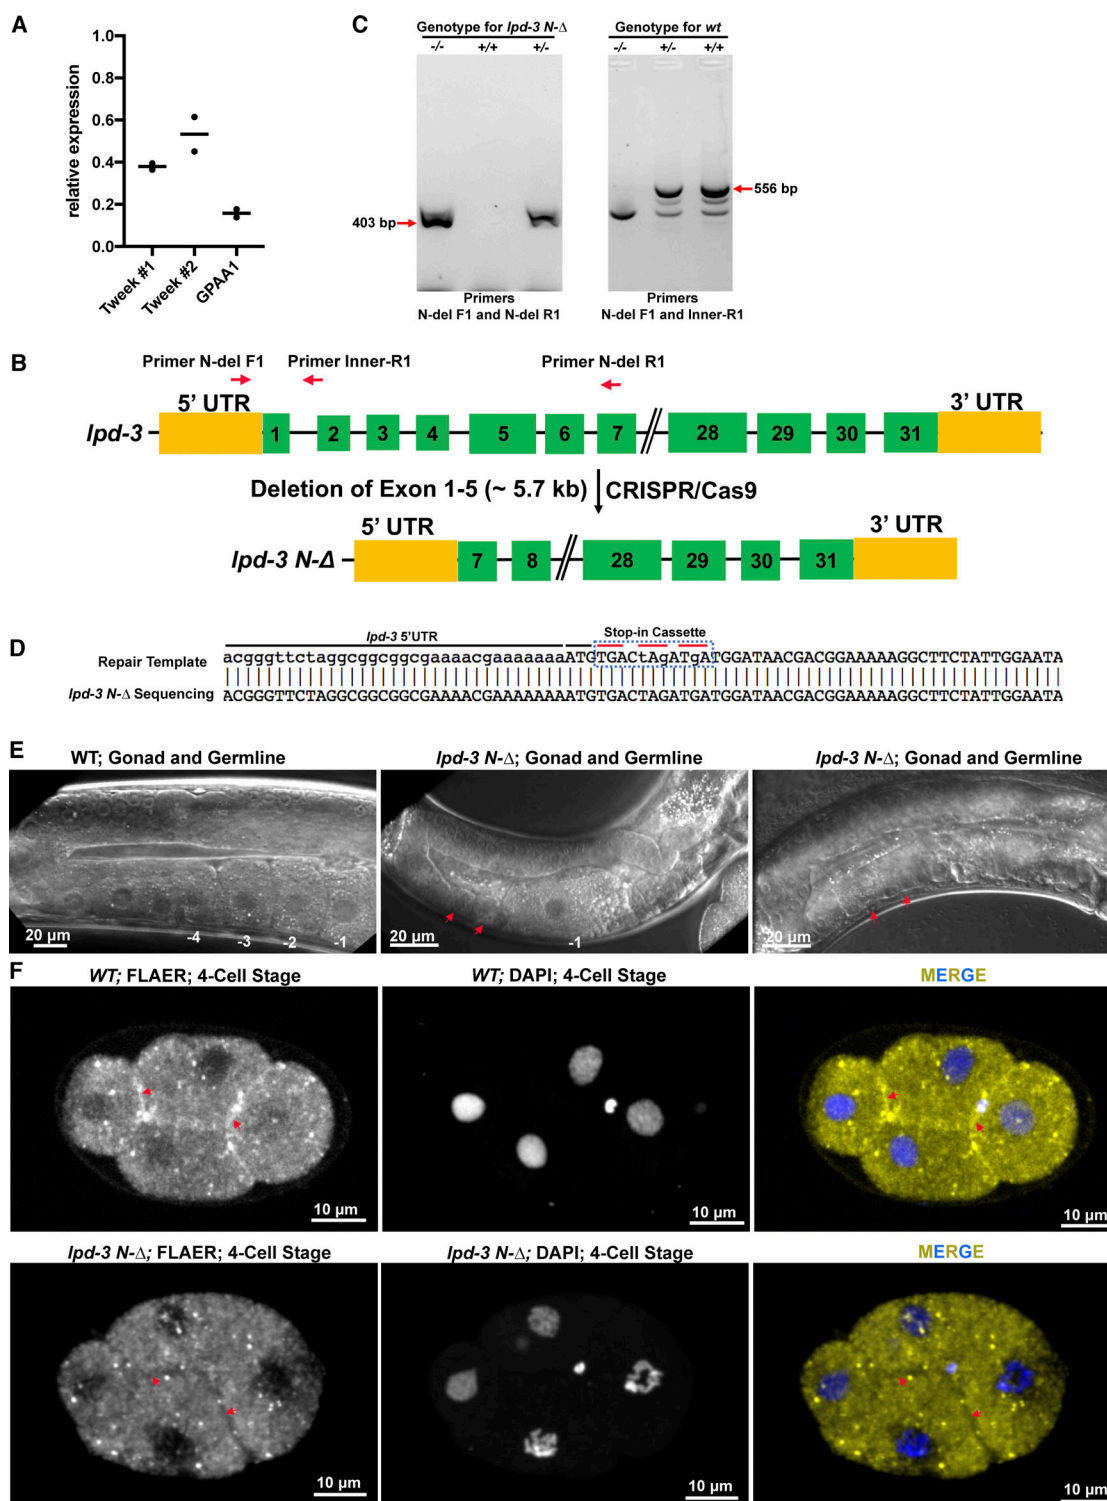 A
relative expression
1.0
0.8
0.6
0.4
0.2
0.0
Tweek #1
Tweek #2
GPAA1
C
Genotype for lpd-3 N-Δ
-/- +/+ +/-
403 bp
Primers
N-del F1 and N-del R1
Genotype for wt
-/- +/- +/+
556 bp
Primers
N-del F1 and Inner-R1
B
Primer N-del F1
Primer Inner-R1
Primer N-del R1
5' UTR
3' UTR
lpd-3
1 2 3 4 5 6 7 28 29 30 31
Deletion of Exon 1-5 (~ 5.7 kb)
CRISPR/Cas9
5' UTR
3' UTR
lpd-3 N-Δ
7 8 28 29 30 31
D
lpd-3 5'UTR
Stop-in Cassette
Repair Template
acgggttctaggcggcggcgaaaacgaaaaaaaATGTGACtAgATgATGGATAACGACGGAAAAAGGCTTCTATTGGAATA
lpd-3 N-Δ Sequencing
ACGGGTTCTAGGCGGCGGCGAAAACGAAAAAAAATGTGACTAGATGATGGATAACGACGGAAAAAGGCTTCTATTGGAATA
E
WT; Gonad and Germline
20 µm
-4 -3 -2 -1
lpd-3 N-Δ; Gonad and Germline
20 µm
-1
lpd-3 N-Δ; Gonad and Germline
20 µm
F
WT; FLAER; 4-Cell Stage
10 µm
WT; DAPI; 4-Cell Stage
10 µm
MERGE
10 µm
lpd-3 N-Δ; FLAER; 4-Cell Stage
10 µm
lpd-3 N-Δ; DAPI; 4-Cell Stage
10 µm
MERGE
10 µm